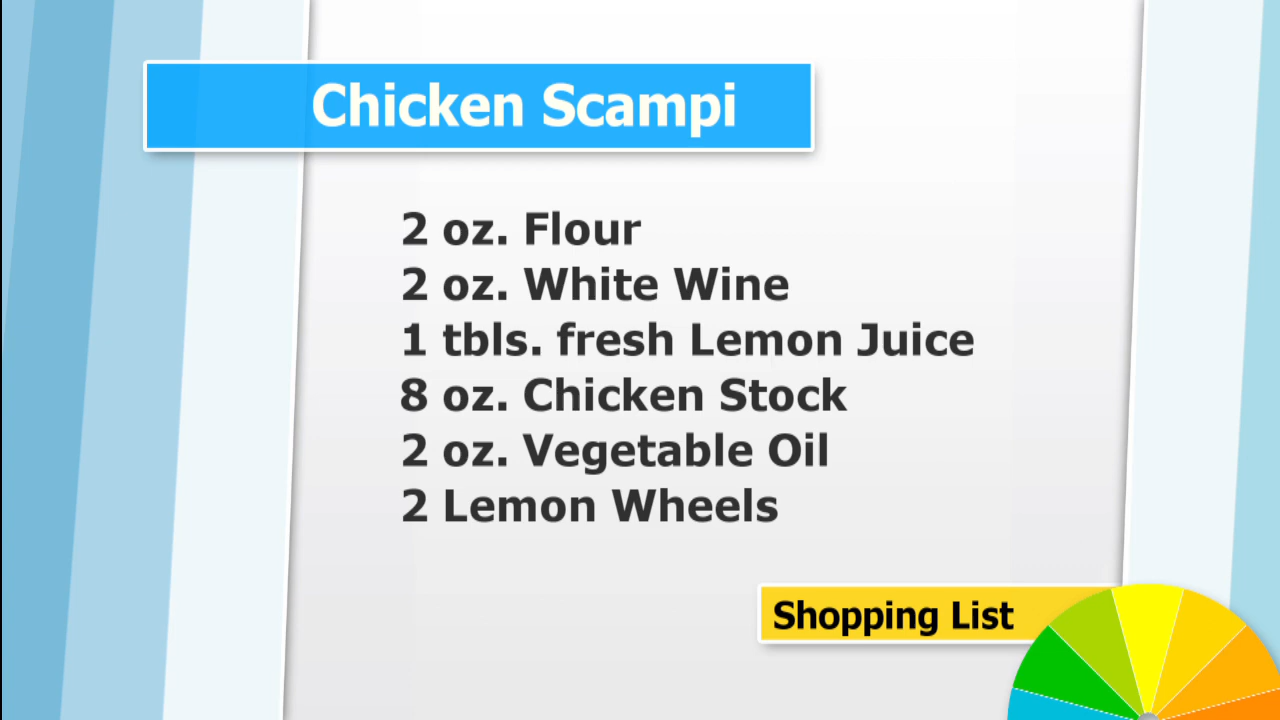 Chicken Scampi
2 oz. Flour
2 oz. White Wine
1 tbls. fresh Lemon Juice
8 oz. Chicken Stock
2 oz. Vegetable Oil
2 Lemon Wheels
Shopping List